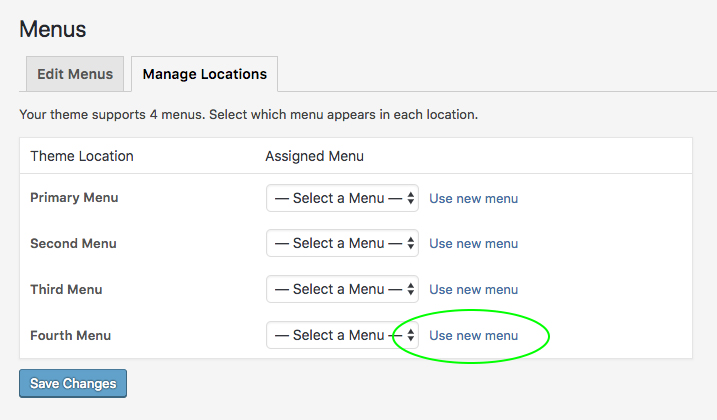 Menus
Edit Menus Manage Locations
Your theme supports 4 menus. Select which menu appears in each location.
Theme Location Assigned Menu
Primary Menu — Select a Menu — Use new menu
Second Menu — Select a Menu — Use new menu
Third Menu — Select a Menu — Use new menu
Fourth Menu — Select a Menu — Use new menu
Save Changes